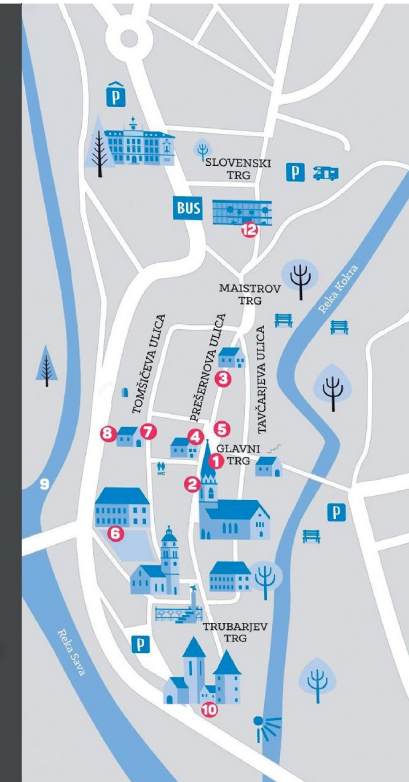 P
SLOVENSKI
TRG
P
BUS
12
MAISTROV
TRG
Reka Kokra
TOMŠIČEVA ULICA
PREŠERNOVA ULICA
TAVČARJEVA ULICA
3
8
7
4
5
GLAVNI
TRG
1
2
9
6
P
TRUBARJEV
TRG
P
Reka Sava
10